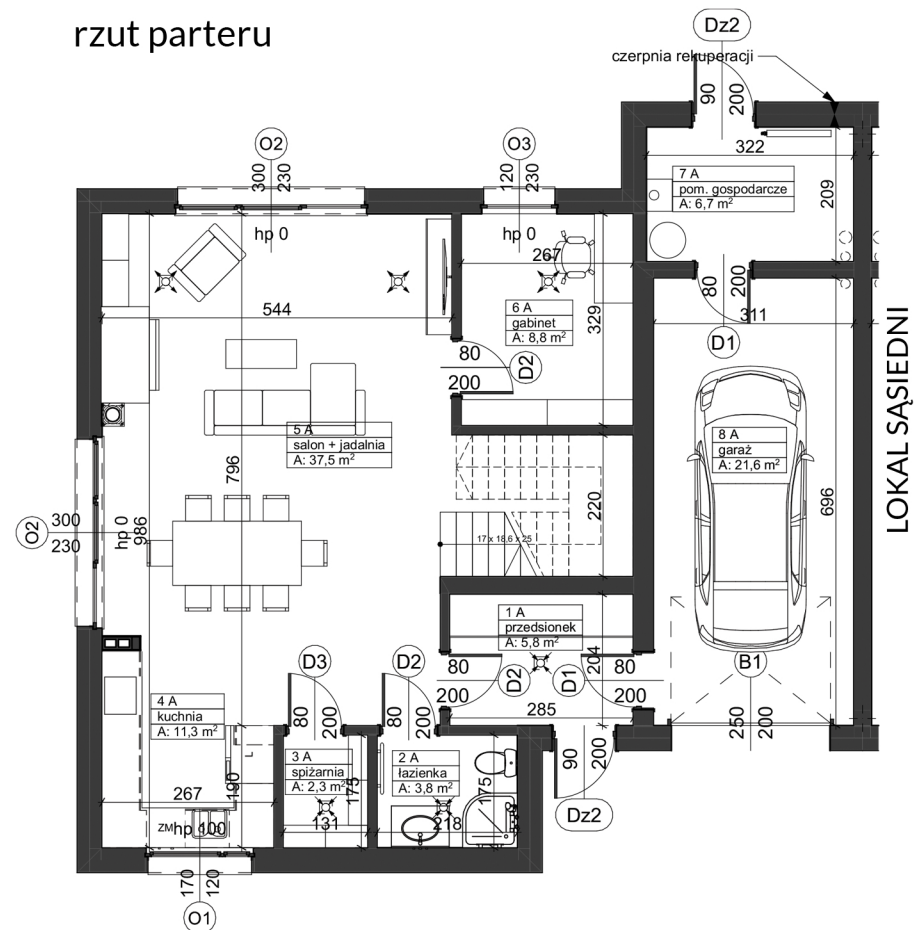 rzut parteru
Dz2
czerpnia rekuperacji
90
200
O2
300
230
O3
120
230
322
7 A
pom. gospodarcze
A: 6,7 m²
209
hp 0
hp 0
267
544
6 A
gabinet
A: 8,8 m²
329
80
200
311
D1
80
200
D2
LOKAL SĄSIEDNI
5 A
salon + jadalnia
A: 37,5 m²
8 A
garaż
A: 21,6 m²
796
986
696
220
O2
300
230
hp 0
17 x 18,6 x 25
1 A
przedsionek
A: 5,8 m²
204
80
200
D2
D1
80
200
285
B1
250
200
D3
80
200
D2
80
200
4 A
kuchnia
A: 11,3 m²
267
190
3 A
spiżarnia
A: 2,3 m²
175
131
2 A
łazienka
A: 3,8 m²
175
218
90
200
Dz2
ZM
hp 100
170
120
O1